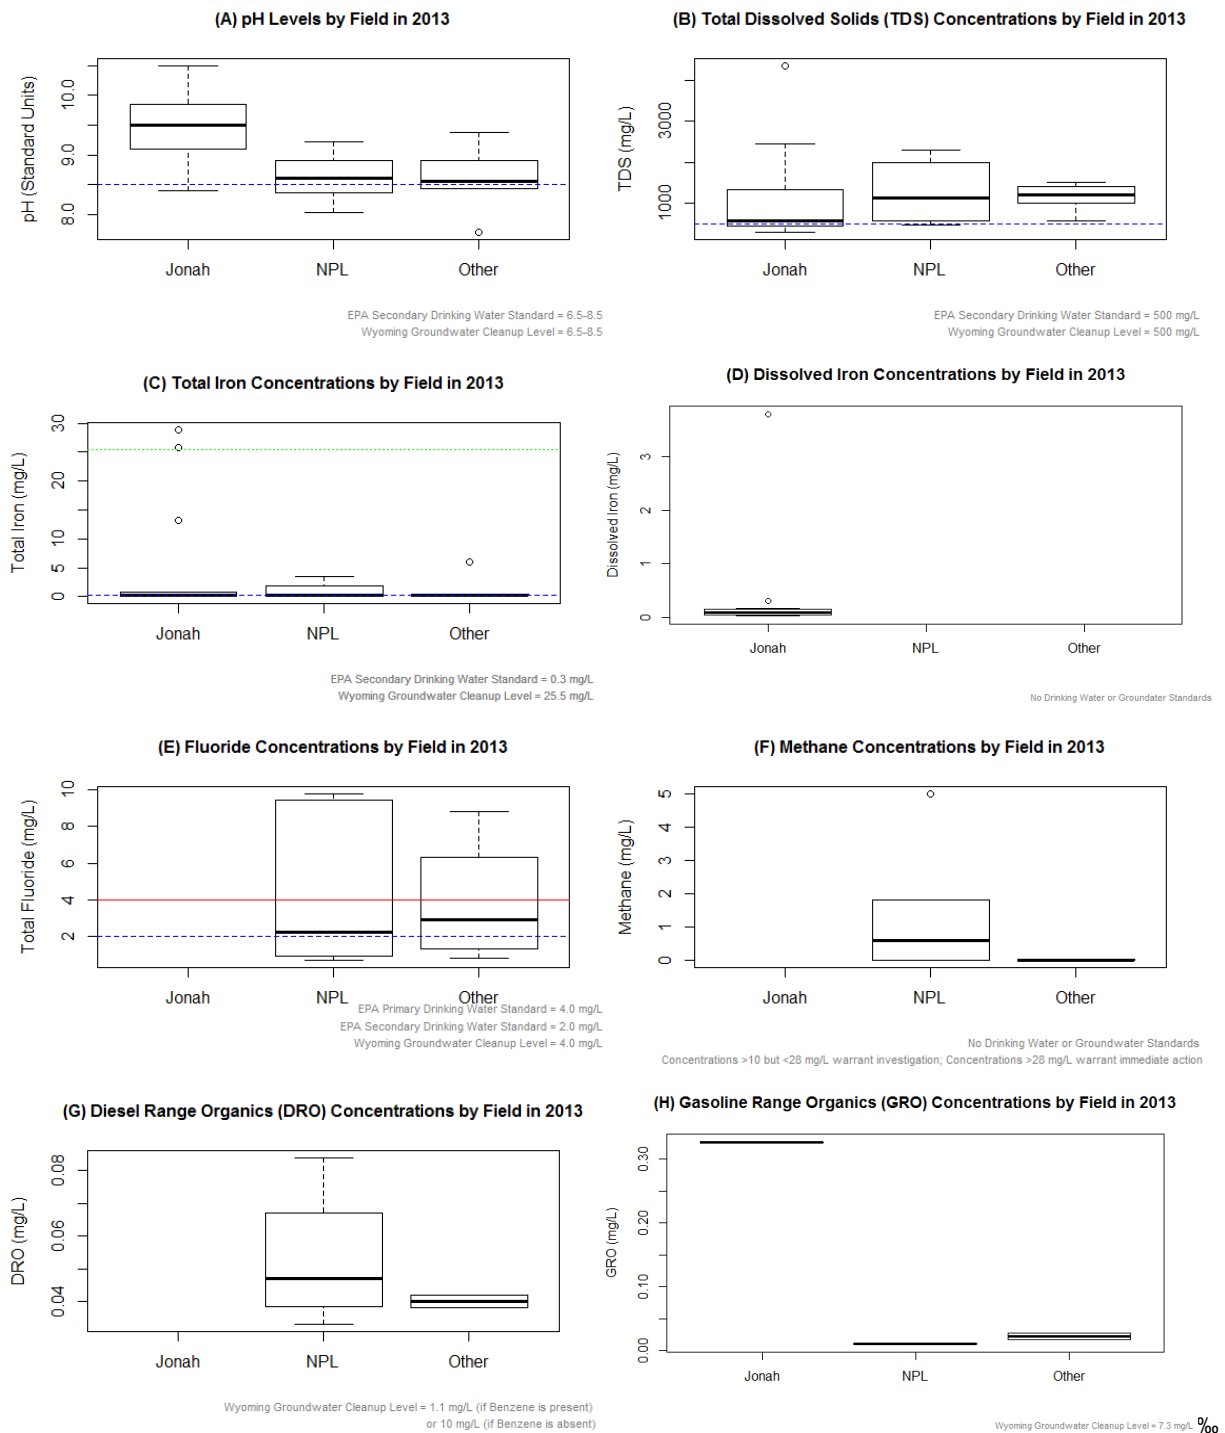 (A) pH Levels by Field in 2013
pH (Standard Units)
10.0
9.0
8.0
Jonah NPL Other
EPA Secondary Drinking Water Standard = 6.5-8.5
Wyoming Groundwater Cleanup Level = 6.5-8.5
(B) Total Dissolved Solids (TDS) Concentrations by Field in 2013
TDS (mg/L)
3000
1000
Jonah NPL Other
EPA Secondary Drinking Water Standard = 500 mg/L
Wyoming Groundwater Cleanup Level = 500 mg/L
(C) Total Iron Concentrations by Field in 2013
Total Iron (mg/L)
30
20
10
5
0
Jonah NPL Other
EPA Secondary Drinking Water Standard = 0.3 mg/L
Wyoming Groundwater Cleanup Level = 25.5 mg/L
(D) Dissolved Iron Concentrations by Field in 2013
Dissolved Iron (mg/L)
3
2
1
0
Jonah NPL Other
No Drinking Water or Groundater Standards
(E) Fluoride Concentrations by Field in 2013
Total Fluoride (mg/L)
10
8
6
4
2
Jonah NPL Other
EPA Primary Drinking Water Standard = 4.0 mg/L
EPA Secondary Drinking Water Standard = 2.0 mg/L
Wyoming Groundwater Cleanup Level = 4.0 mg/L
(F) Methane Concentrations by Field in 2013
Methane (mg/L)
5
4
3
2
1
0
Jonah NPL Other
No Drinking Water or Groundwater Standards
Concentrations >10 but <28 mg/L warrant investigation; Concentrations >28 mg/L warrant immediate action
(G) Diesel Range Organics (DRO) Concentrations by Field in 2013
DRO (mg/L)
0.08
0.06
0.04
Jonah NPL Other
Wyoming Groundwater Cleanup Level = 1.1 mg/L (if Benzene is present)
or 10 mg/L (if Benzene is absent)
(H) Gasoline Range Organics (GRO) Concentrations by Field in 2013
GRO (mg/L)
0.30
0.20
0.10
0.00
Jonah NPL Other
Wyoming Groundwater Cleanup Level = 7.3 mg/L ‰